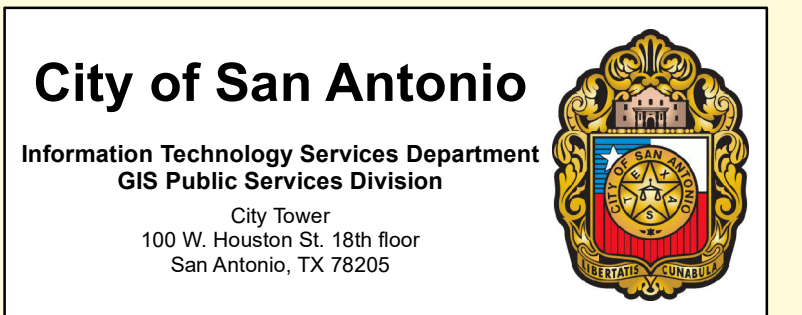 City of San Antonio
Information Technology Services Department
GIS Public Services Division
City Tower
100 W. Houston St. 18th floor
San Antonio, TX 78205
CITY OF SAN ANTONIO
TEXAS
LIBERTATIS CUNABULA